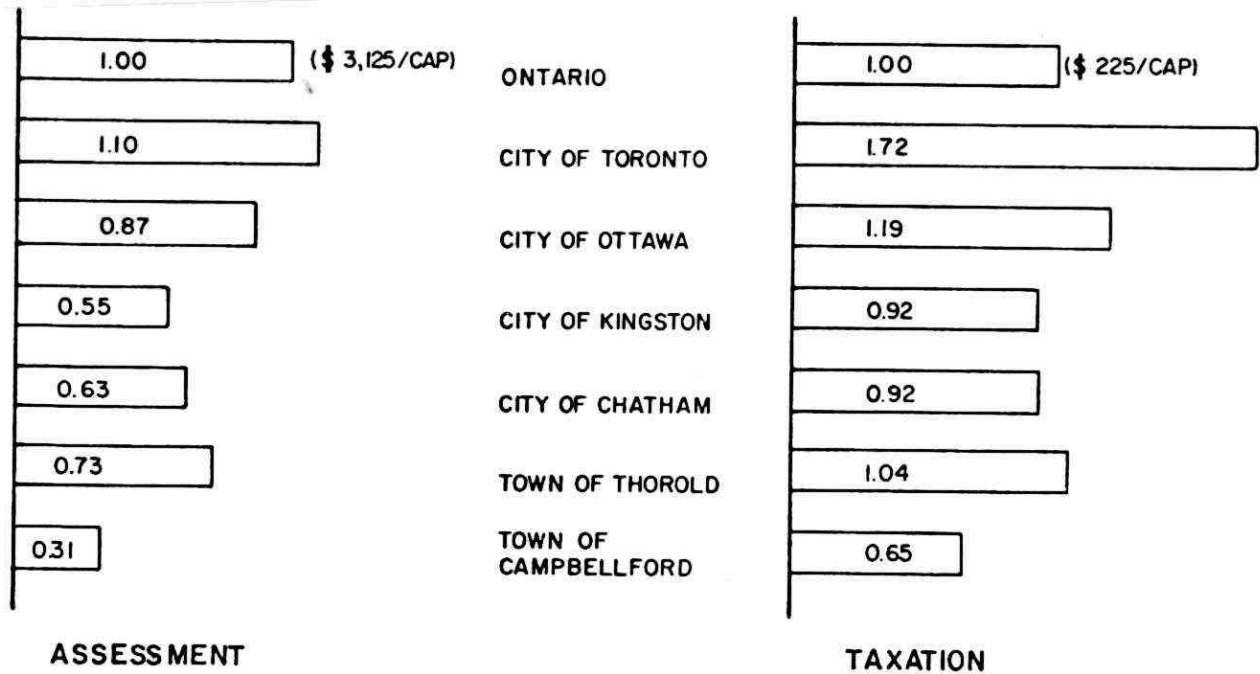 1.00 ($ 3,125/CAP) ONTARIO 1.00 ($ 225/CAP)
1.10 CITY OF TORONTO 1.72
0.87 CITY OF OTTAWA 1.19
0.55 CITY OF KINGSTON 0.92
0.63 CITY OF CHATHAM 0.92
0.73 TOWN OF THOROLD 1.04
0.31 TOWN OF
CAMPBELLFORD 0.65
ASSESSMENT TAXATION